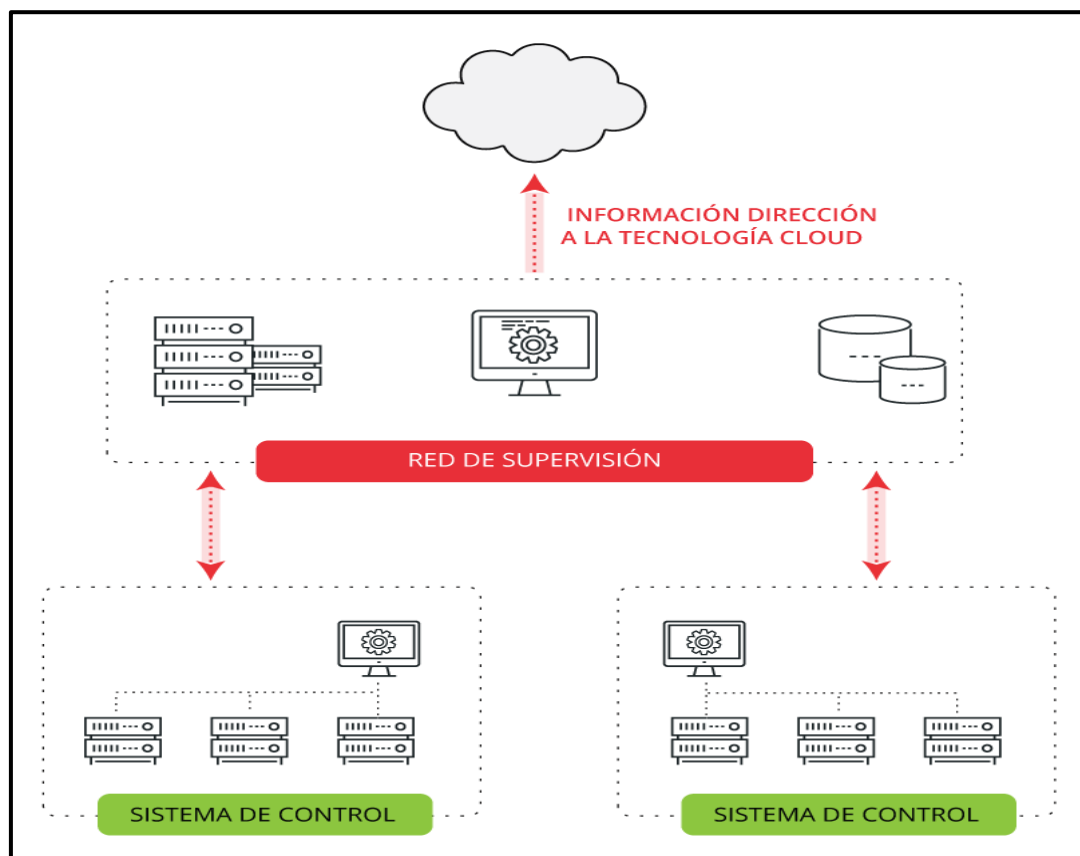 INFORMACIÓN DIRECCIÓN
A LA TECNOLOGÍA CLOUD
RED DE SUPERVISIÓN
SISTEMA DE CONTROL
SISTEMA DE CONTROL